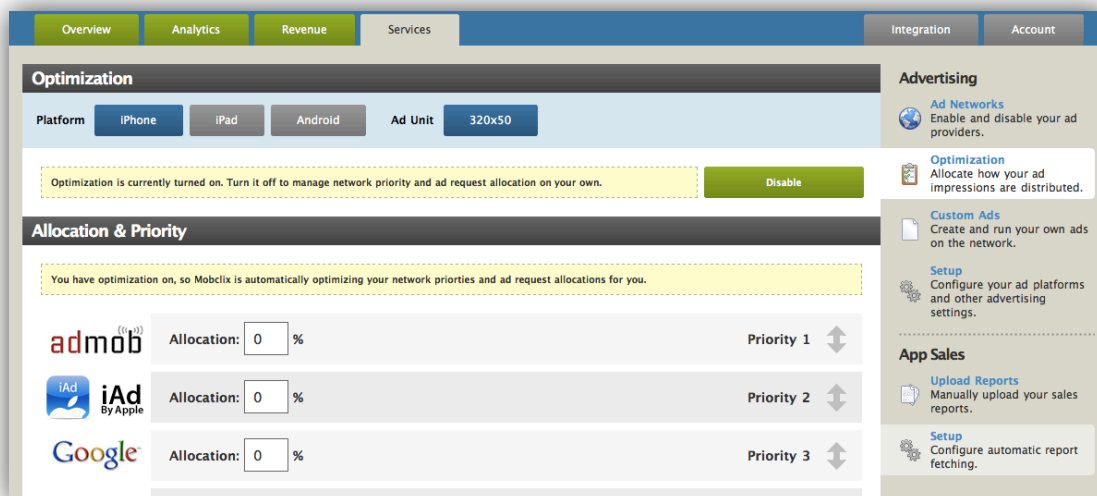 Overview
Analytics
Revenue
Services
Integration
Account
Optimization
Platform
iPhone
iPad
Android
Ad Unit
320x50
Optimization is currently turned on. Turn it off to manage network priority and ad request allocation on your own.
Disable
Allocation & Priority
You have optimization on, so Mobclix is automatically optimizing your network priorties and ad request allocations for you.
admob
Allocation: 0 %
Priority 1
iAd
iAd
By Apple
Allocation: 0 %
Priority 2
Google
Allocation: 0 %
Priority 3
Advertising
Ad Networks
Enable and disable your ad
providers.
Optimization
Allocate how your ad
impressions are distributed.
Custom Ads
Create and run your own ads
on the network.
Setup
Configure your ad platforms
and other advertising
settings.
App Sales
Upload Reports
Manually upload your sales
reports.
Setup
Configure automatic report
fetching.